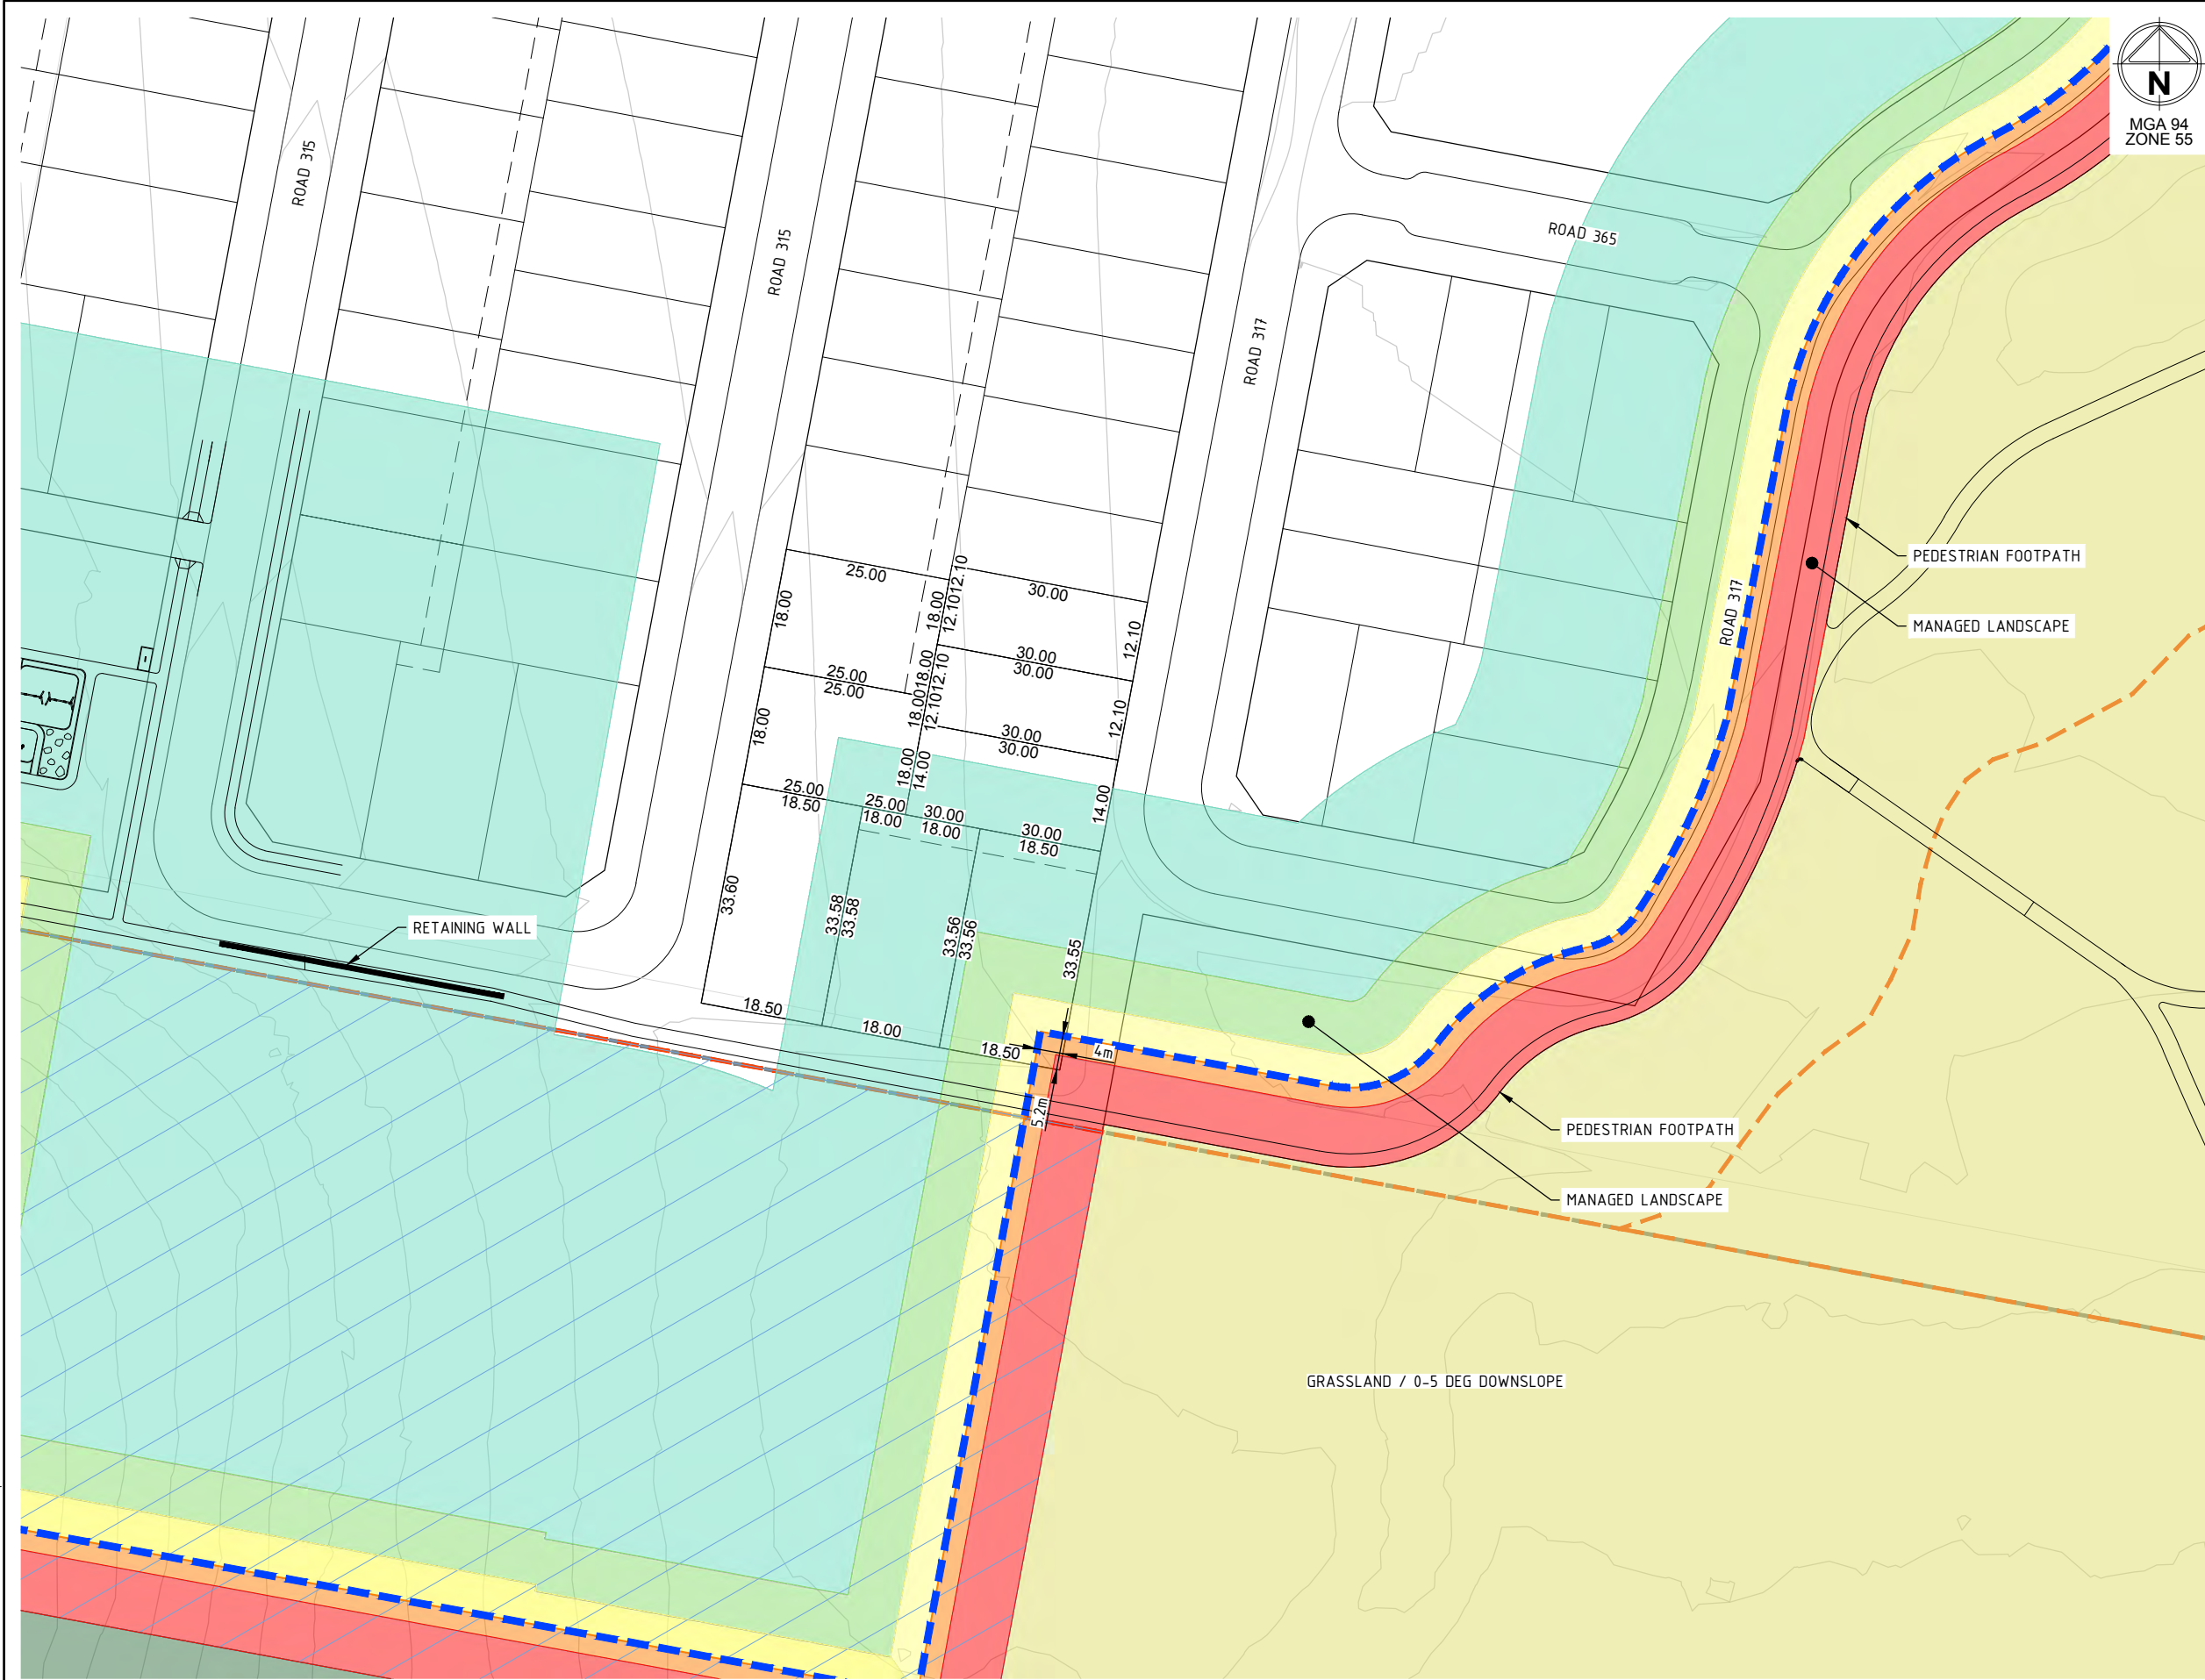 N
MGA 94
ZONE 55
ROAD 315
ROAD 315
ROAD 317
ROAD 365
ROAD 317
PEDESTRIAN FOOTPATH
MANAGED LANDSCAPE
25.00
12.10
12.10
30.00
18.00
18.00
12.10
30.00
30.00
25.00
25.00
18.00
12.10
18.00
12.10
12.10
18.00
30.00
30.00
18.00
14.00
14.00
25.00
18.50
25.00
18.00
30.00
18.00
30.00
18.50
33.60
33.58
33.58
33.56
33.56
33.55
RETAINING WALL
18.50
18.00
18.50
4m
5.2m
PEDESTRIAN FOOTPATH
MANAGED LANDSCAPE
GRASSLAND / 0-5 DEG DOWNSLOPE